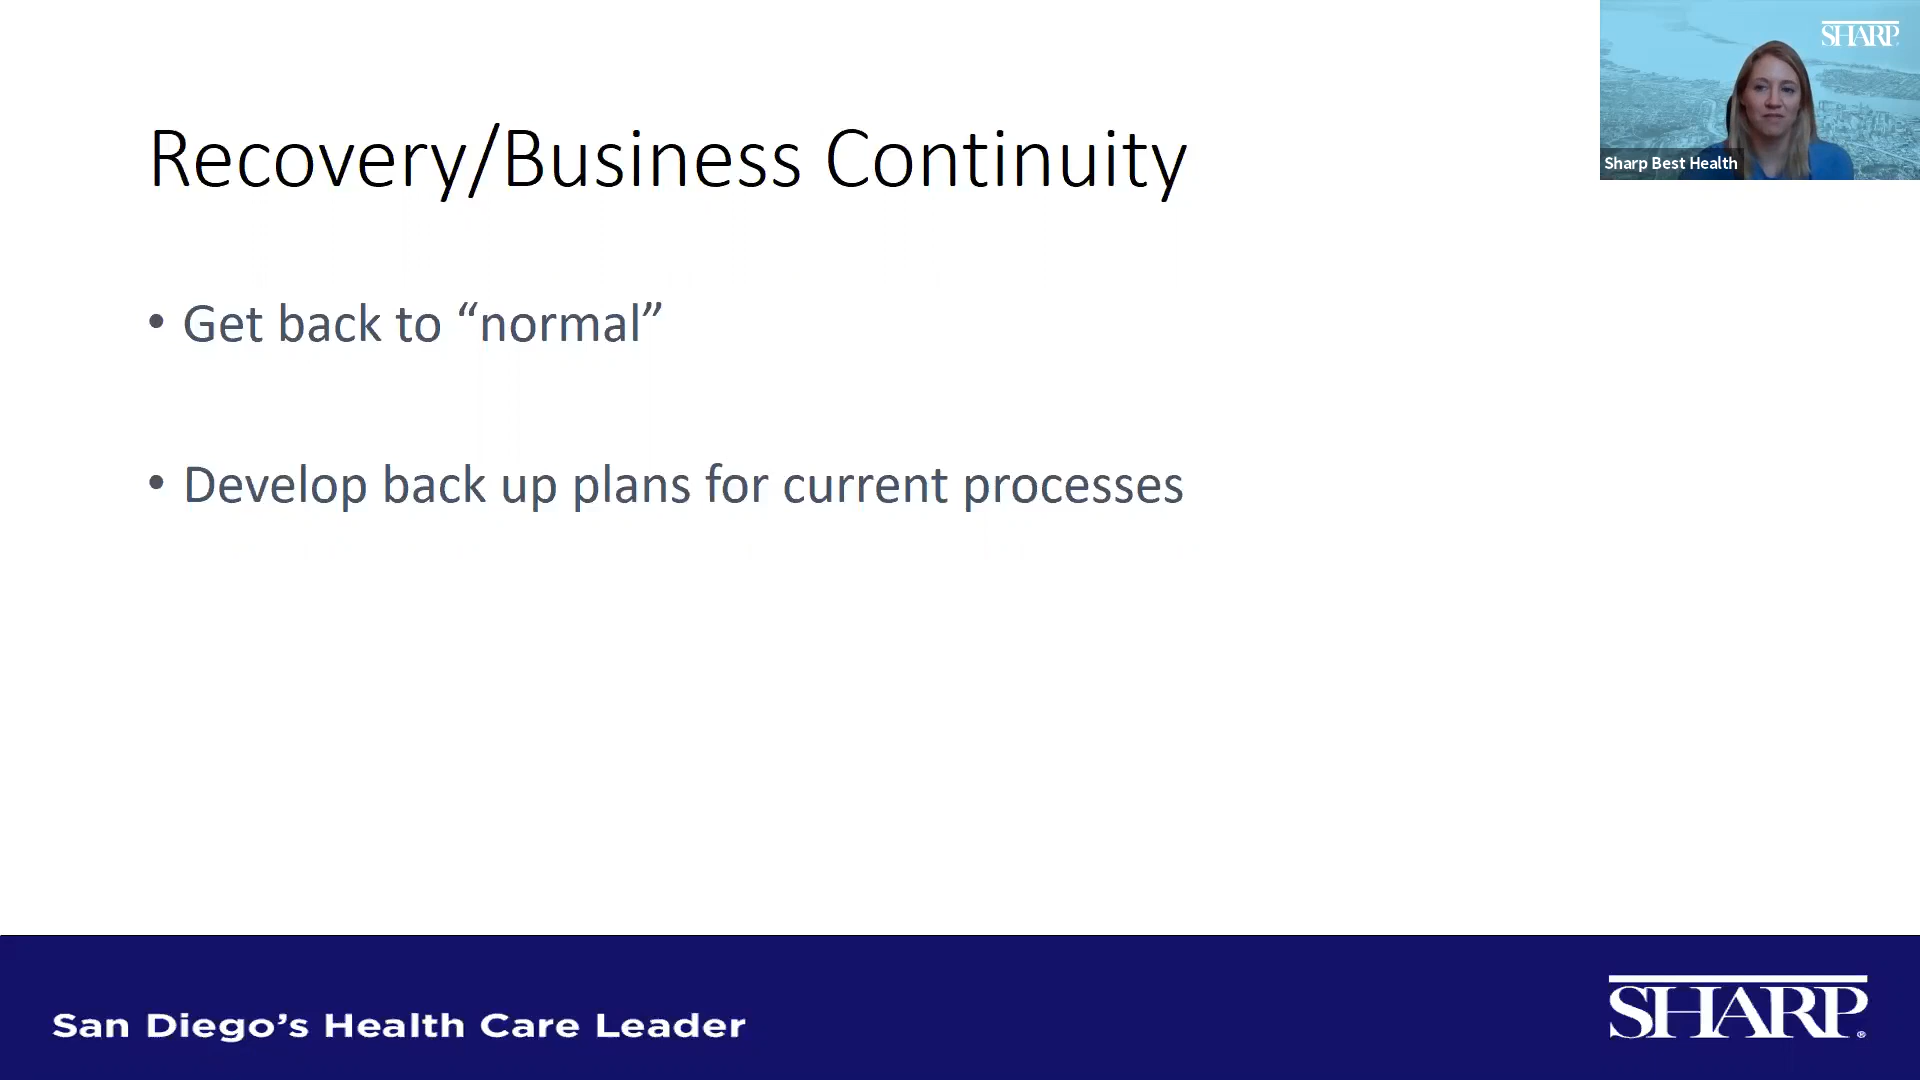 SHARP
Sharp Best Health
Recovery/Business Continuity
• Get back to “normal”
• Develop back up plans for current processes
San Diego’s Health Care Leader
SHARP®